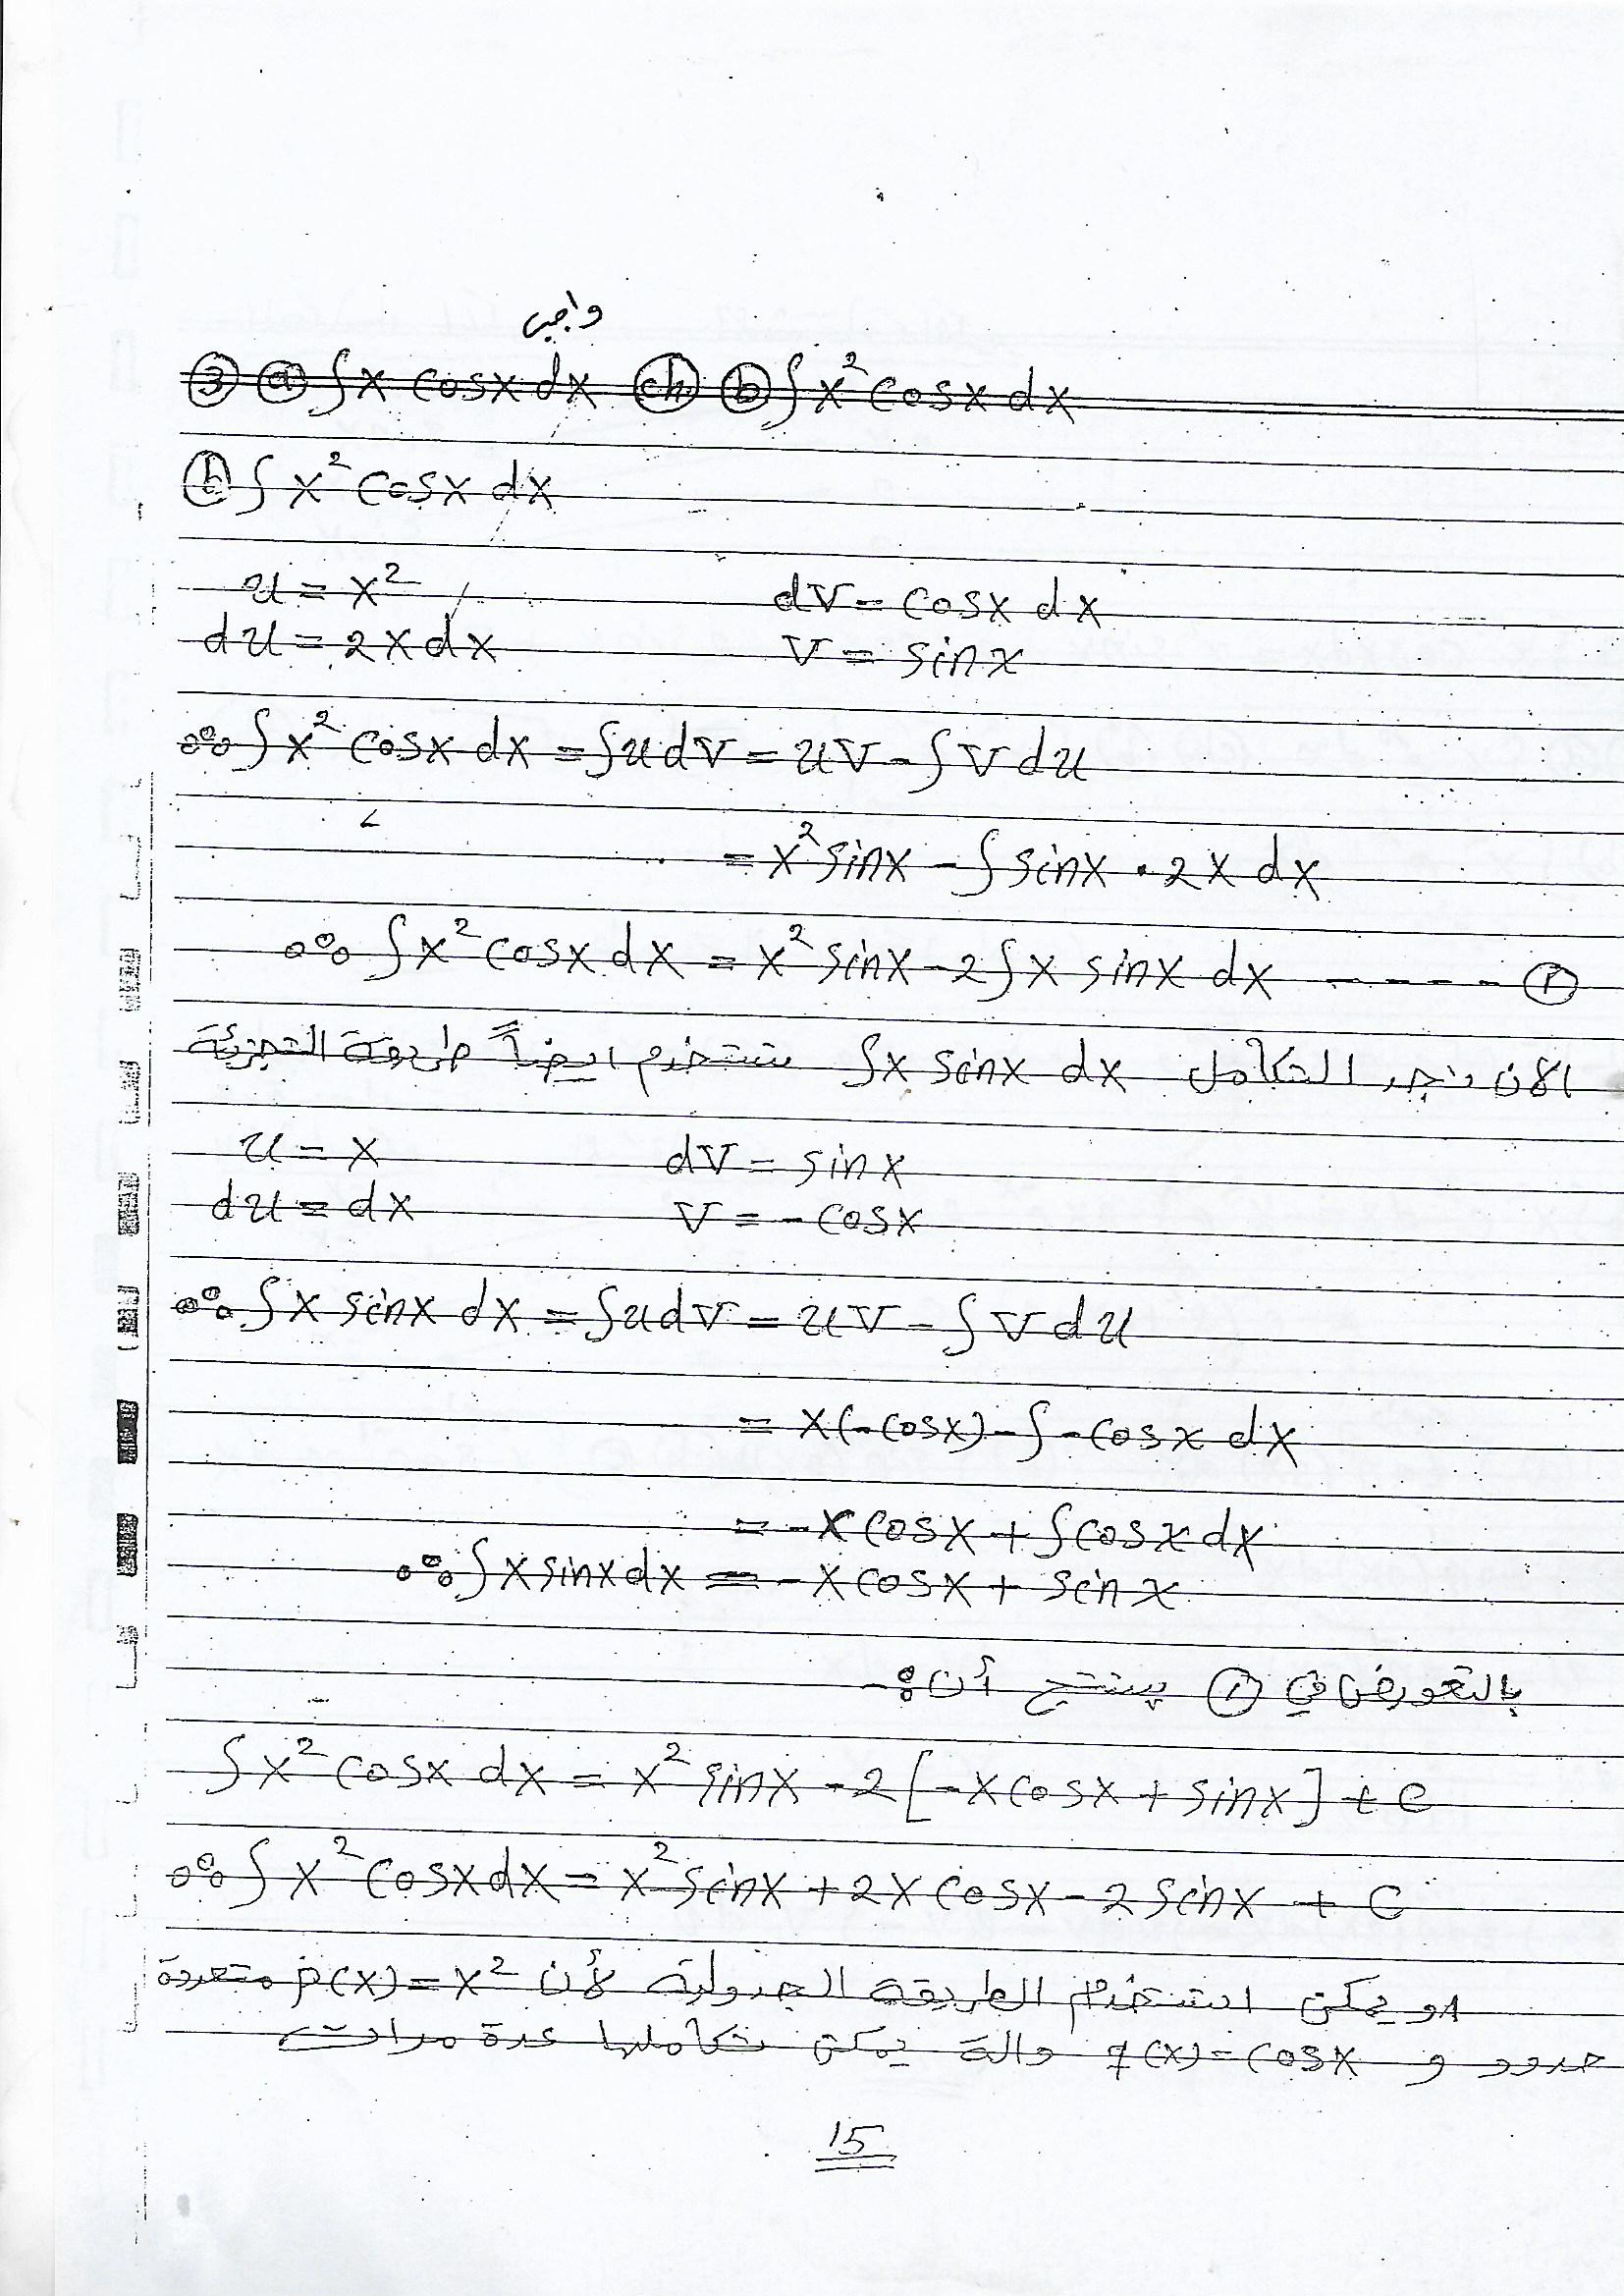 واجب
③ ⓐ ∫ x cosx dx (ch) ⓑ ∫ x² cosx dx
ⓑ ∫ x² cosx dx
u = x² dv = cosx dx
du = 2x dx v = sinx
∴ ∫ x² cosx dx = ∫ u dv = uv - ∫ v du
= x² sinx - ∫ sinx · 2x dx
∴ ∫ x² cosx dx = x² sinx - 2 ∫ x sinx dx ----- ①
الآن نجد التكامل ∫ x sinx dx نستخدم ايضاً طريقة التجزئة
u = x dv = sinx
du = dx v = - cosx
∴ ∫ x sinx dx = ∫ u dv = uv - ∫ v du
= x(-cosx) - ∫ -cosx dx
= -x cosx + ∫ cosx dx
∴ ∫ x sinx dx = -x cosx + sinx
بالتعويض في ① ينتج أن :-
∫ x² cosx dx = x² sinx - 2 [-x cosx + sinx] + c
∴ ∫ x² cosx dx = x² sinx + 2x cosx - 2 sinx + c
او يمكن استخدام الطريقة الجدولية لأن p(x) = x² متعددة
حدود و q(x) = cosx دالة يمكن تكاملها عدة مرات
15